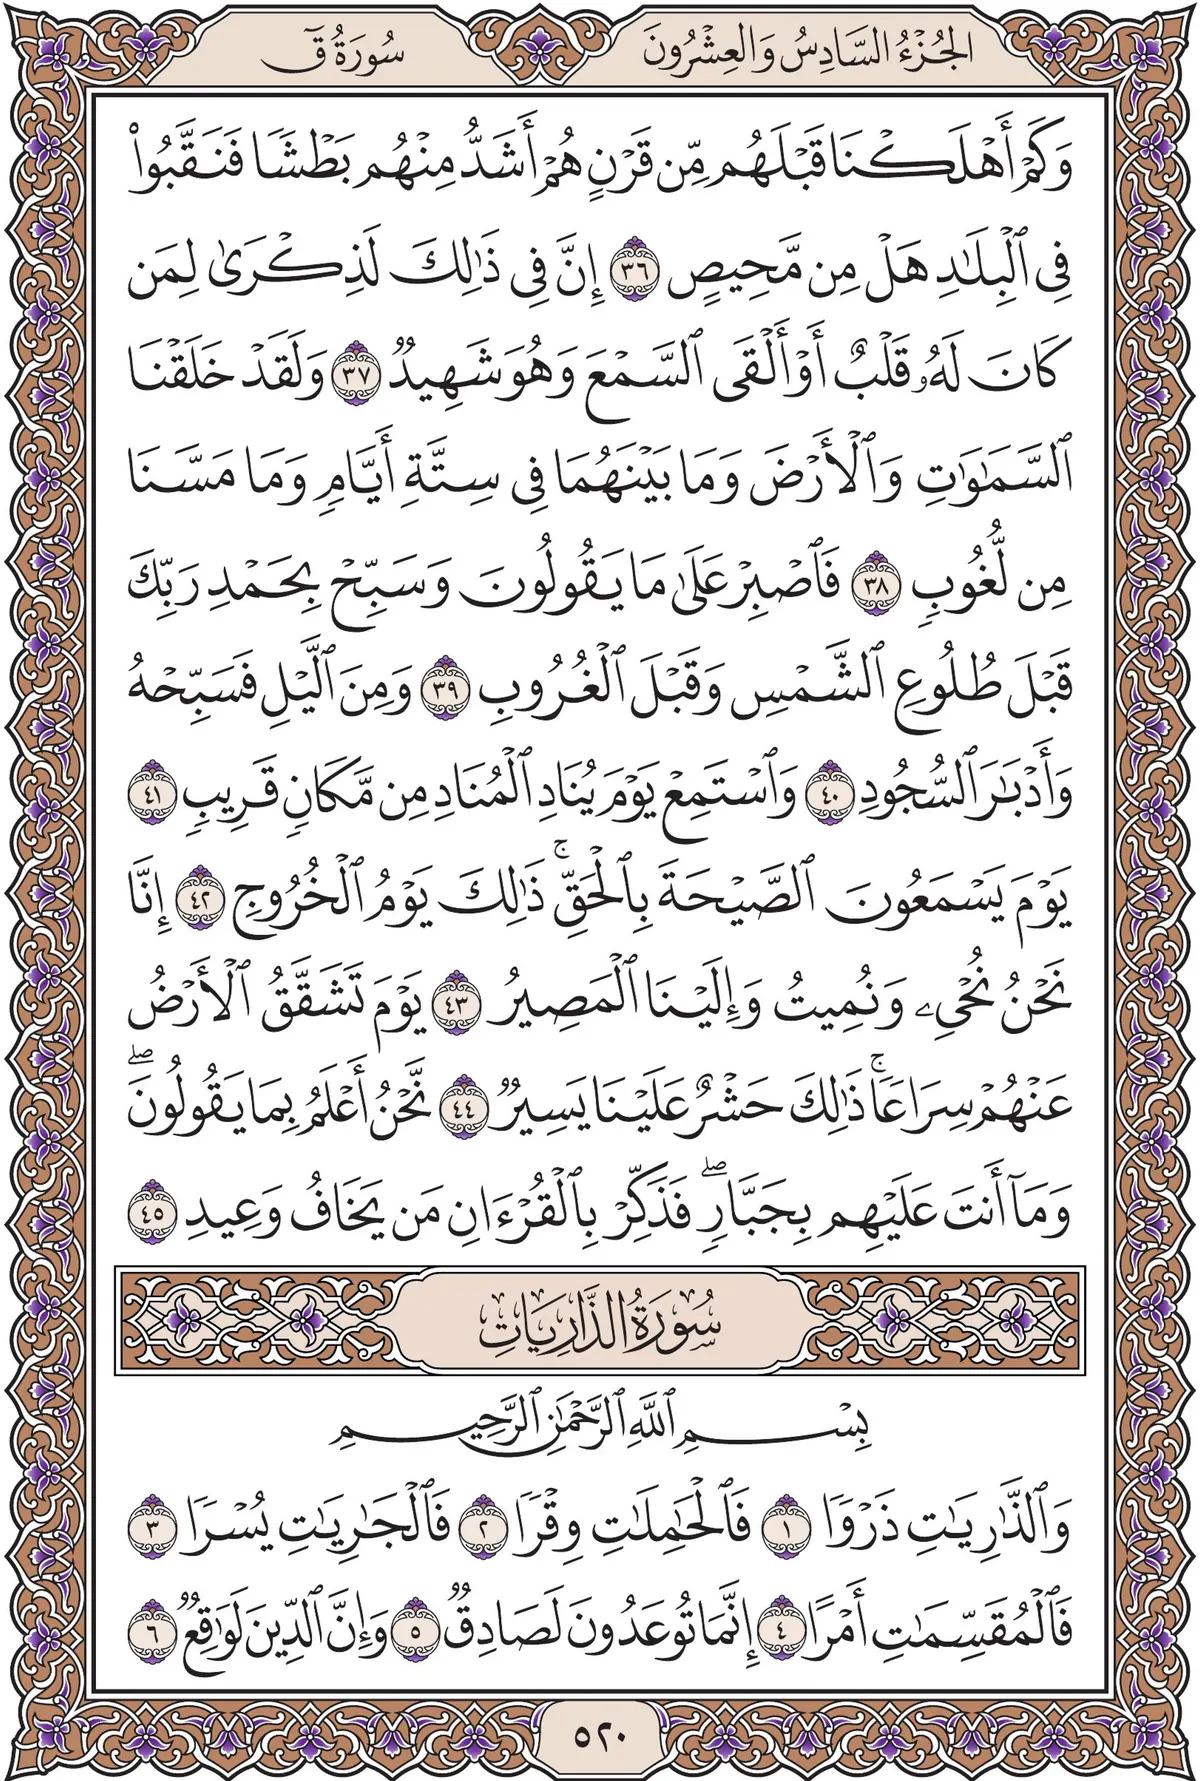 الجُزْءُ السَّادِسُ وَالعِشْرُونَ
سُورَةُ قٓ
وَكَمْ أَهْلَكْنَا قَبْلَهُم مِّن قَرْنٍ هُمْ أَشَدُّ مِنْهُم بَطْشًا فَنَقَّبُوا۟
فِى ٱلْبِلَـٰدِ هَلْ مِن مَّحِيصٍ ٣٦ إِنَّ فِى ذَٰلِكَ لَذِكْرَىٰ لِمَن
كَانَ لَهُۥ قَلْبٌ أَوْ أَلْقَى ٱلسَّمْعَ وَهُوَ شَهِيدٌ ٣٧ وَلَقَدْ خَلَقْنَا
ٱلسَّمَـٰوَٰتِ وَٱلْأَرْضَ وَمَا بَيْنَهُمَا فِى سِتَّةِ أَيَّامٍ وَمَا مَسَّنَا
مِن لُّغُوبٍ ٣٨ فَٱصْبِرْ عَلَىٰ مَا يَقُولُونَ وَسَبِّحْ بِحَمْدِ رَبِّكَ
قَبْلَ طُلُوعِ ٱلشَّمْسِ وَقَبْلَ ٱلْغُرُوبِ ٣٩ وَمِنَ ٱلَّيْلِ فَسَبِّحْهُ
وَأَدْبَـٰرَ ٱلسُّجُودِ ٤٠ وَٱسْتَمِعْ يَوْمَ يُنَادِ ٱلْمُنَادِ مِن مَّكَانٍ قَرِيبٍ ٤١
يَوْمَ يَسْمَعُونَ ٱلصَّيْحَةَ بِٱلْحَقِّ ۚ ذَٰلِكَ يَوْمُ ٱلْخُرُوجِ ٤٢ إِنَّا
نَحْنُ نُحْىِۦ وَنُمِيتُ وَإِلَيْنَا ٱلْمَصِيرُ ٤٣ يَوْمَ تَشَقَّقُ ٱلْأَرْضُ
عَنْهُمْ سِرَاعًا ۚ ذَٰلِكَ حَشْرٌ عَلَيْنَا يَسِيرٌ ٤٤ نَّحْنُ أَعْلَمُ بِمَا يَقُولُونَ ۖ
وَمَآ أَنتَ عَلَيْهِم بِجَبَّارٍ ۖ فَذَكِّرْ بِٱلْقُرْءَانِ مَن يَخَافُ وَعِيدِ ٤٥
سُورَةُ الذَّارِيَاتِ
بِسْمِ ٱللَّهِ ٱلرَّحْمَـٰنِ ٱلرَّحِيمِ
وَٱلذَّٰرِيَـٰتِ ذَرْوًا ١ فَٱلْحَـٰمِلَـٰتِ وِقْرًا ٢ فَٱلْجَـٰرِيَـٰتِ يُسْرًا ٣
فَٱلْمُقَسِّمَـٰتِ أَمْرًا ٤ إِنَّمَا تُوعَدُونَ لَصَادِقٌ ٥ وَإِنَّ ٱلدِّينَ لَوَٰقِعٌ ٦
٥٢٠